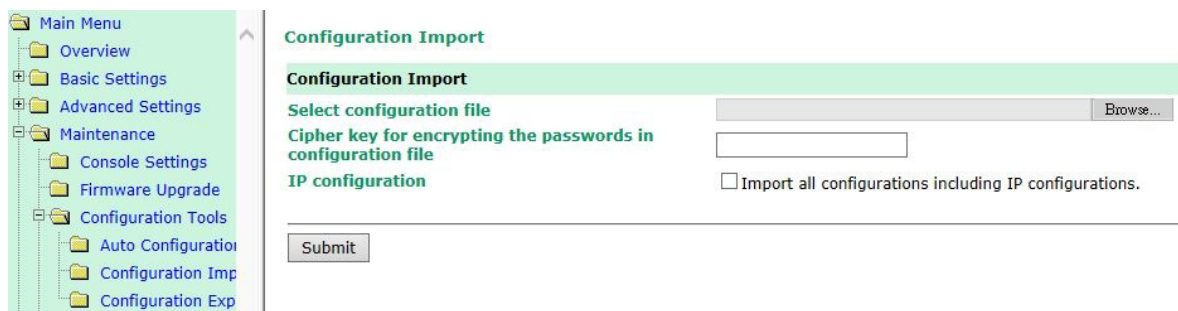 Main Menu
Overview
Basic Settings
Advanced Settings
Maintenance
Console Settings
Firmware Upgrade
Configuration Tools
Auto Configuration
Configuration Imp
Configuration Exp
Configuration Import
Configuration Import
Select configuration file
Browse...
Cipher key for encrypting the passwords in
configuration file
IP configuration
Import all configurations including IP configurations.
Submit